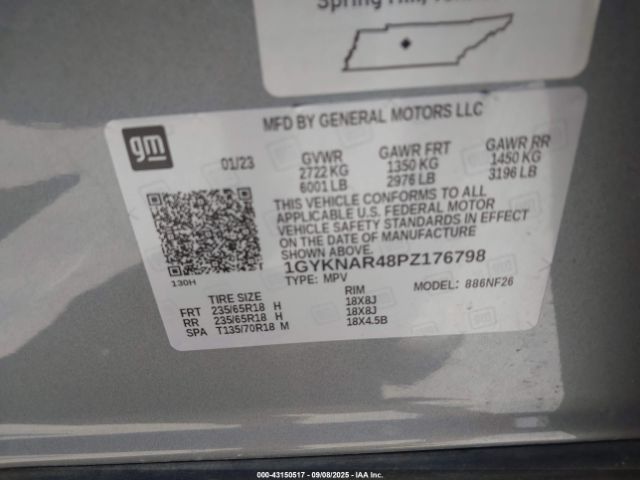 Spring Hill,
MFD BY GENERAL MOTORS LLC
gm
01/23
GVWR GAWR FRT GAWR RR
2722 KG 1350 KG 1450 KG
6001 LB 2976 LB 3196 LB
THIS VEHICLE CONFORMS TO ALL
APPLICABLE U.S. FEDERAL MOTOR
VEHICLE SAFETY STANDARDS IN EFFECT
ON THE DATE OF MANUFACTURE
1GYKNAR48PZ176798
130H
TYPE: MPV MODEL: 886NF26
TIRE SIZE RIM
FRT 235/65R18 H 18X8J
RR 235/65R18 H 18X8J
SPA T135/70R18 M 18X4.5B
000-43150517 - 09/08/2025 - IAA Inc.